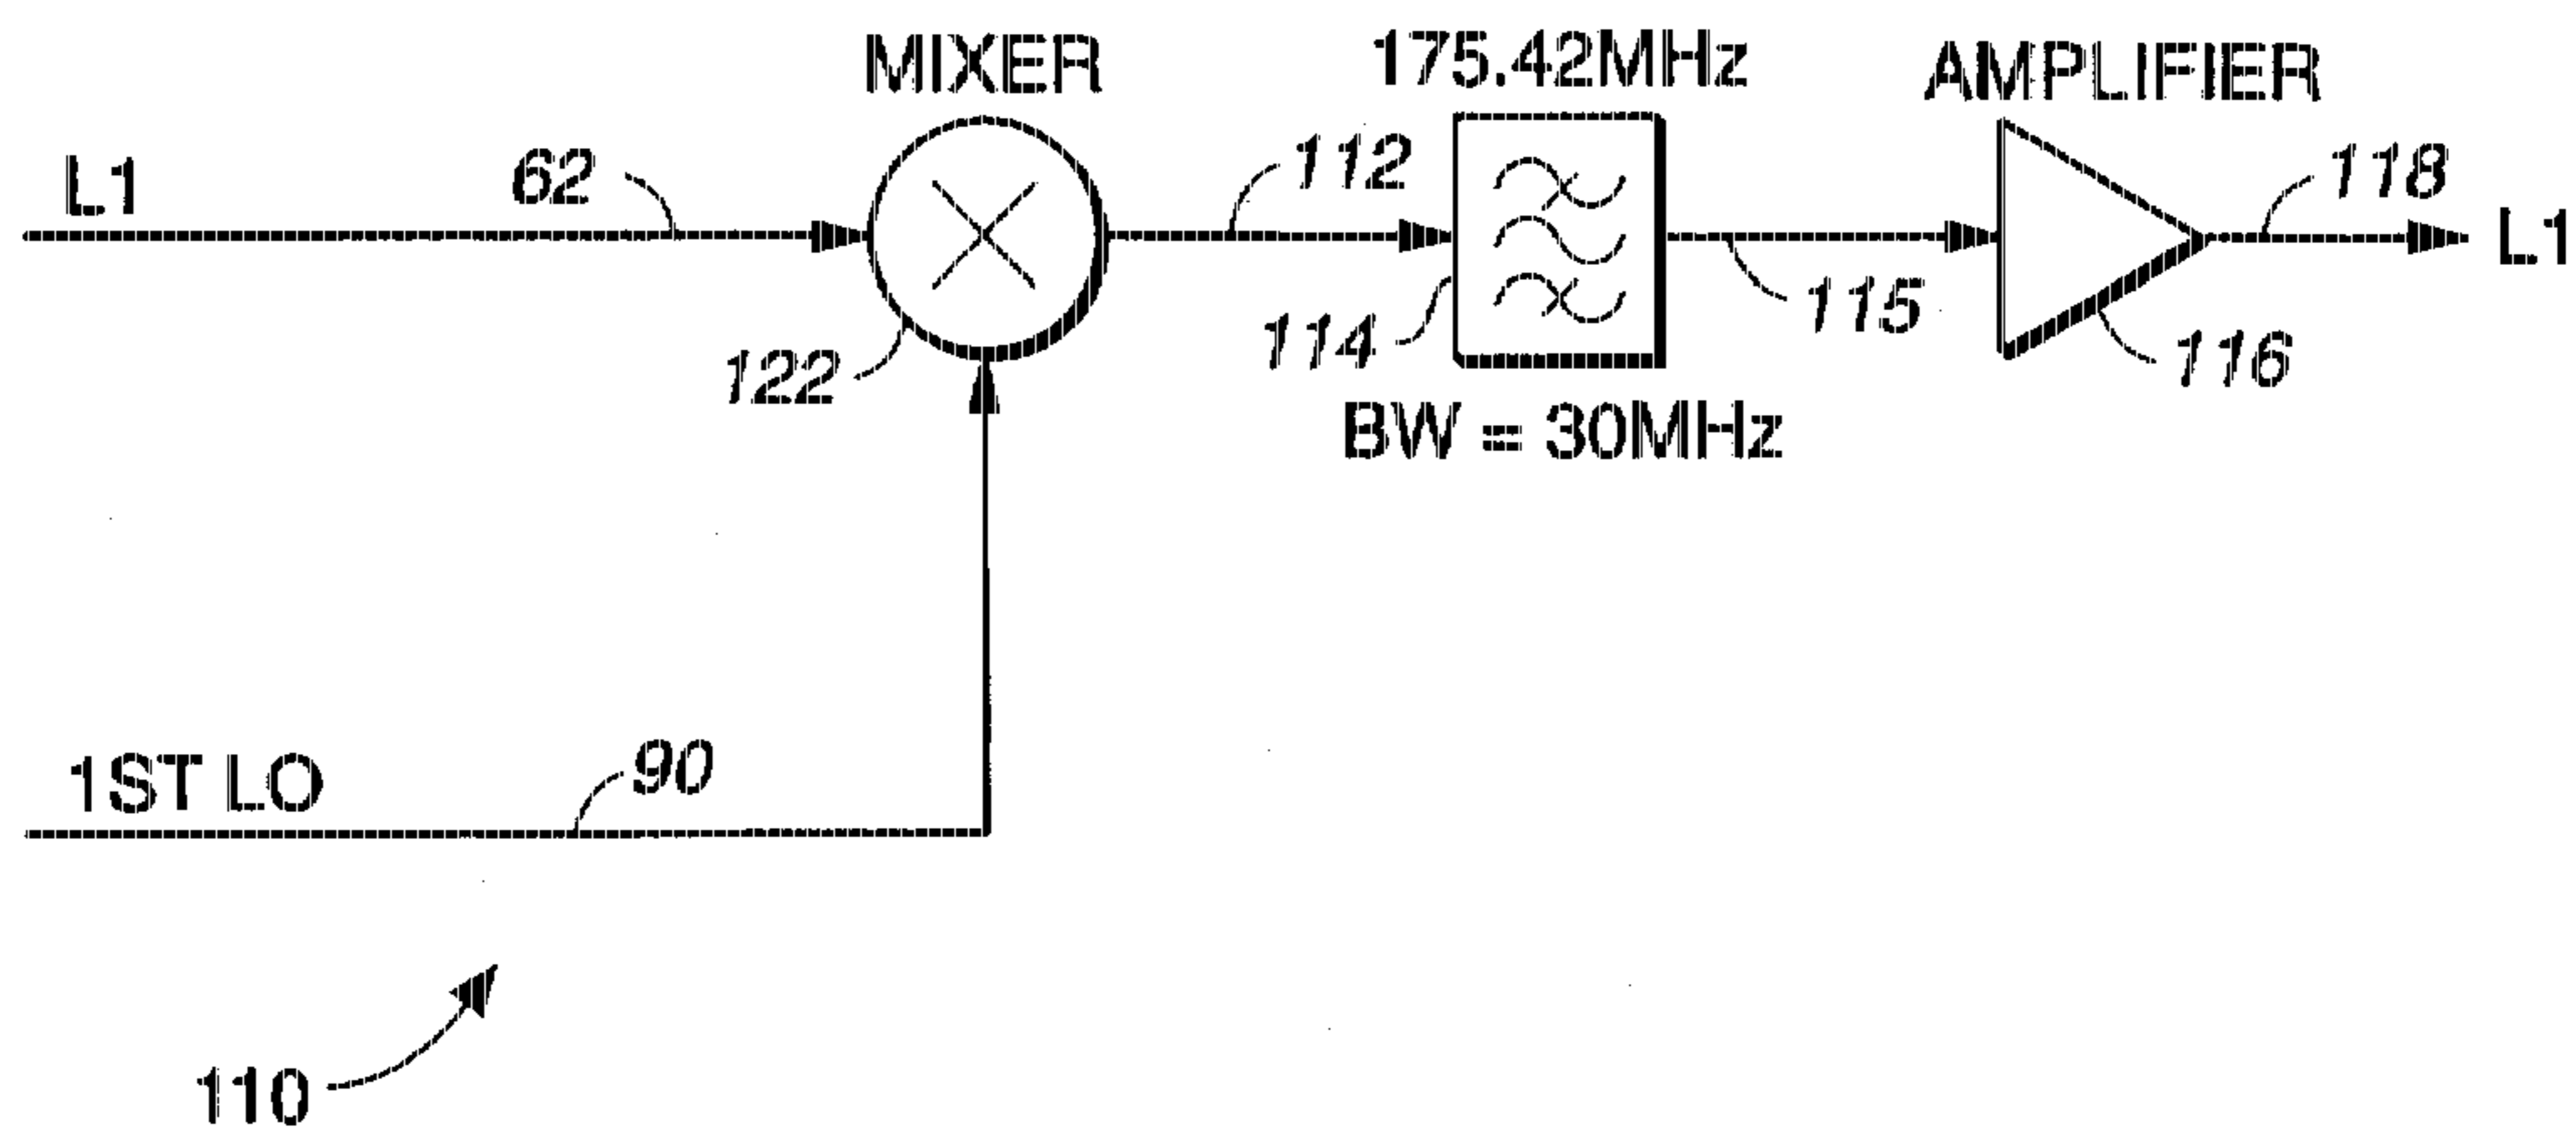 MIXER
175.42MHz
AMPLIFIER
L1
62
112
118
L1
122
114
115
116
BW = 30MHz
1ST LO
90
110